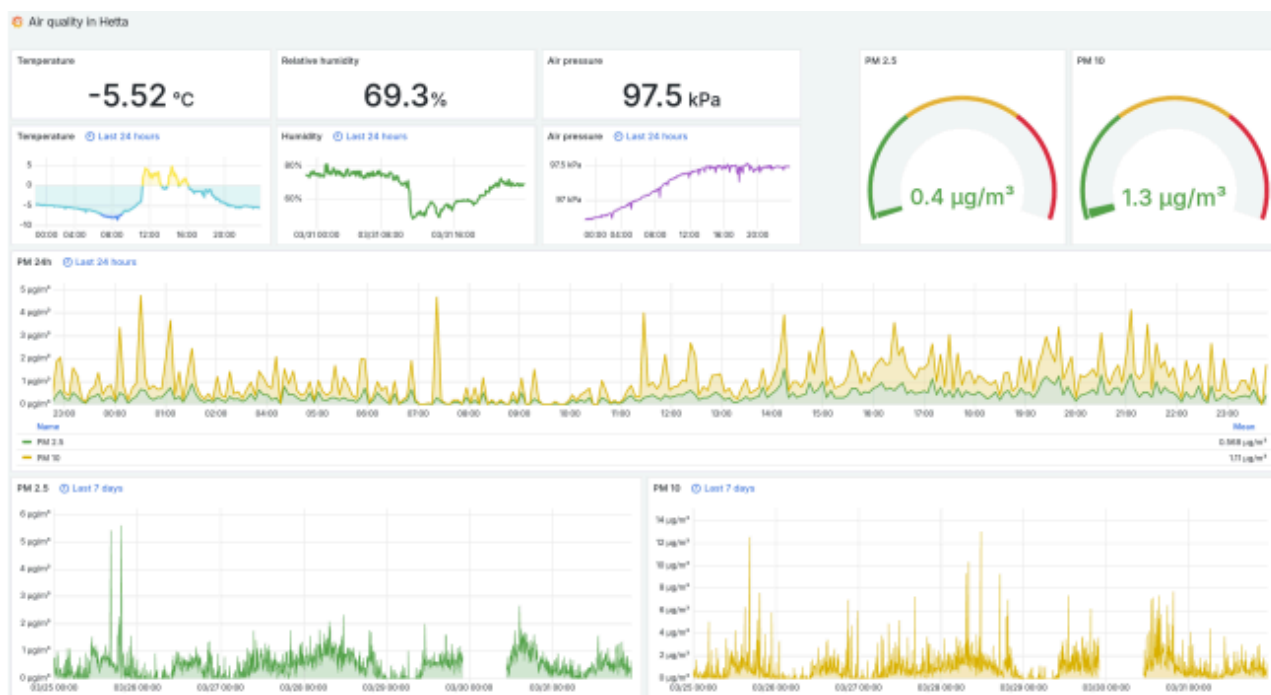 Air quality in Hetta
Temperature
-5.52 °C
Relative humidity
69.3%
Air pressure
97.5 kPa
PM 2.5
0.4 µg/m³
PM 10
1.3 µg/m³
Temperature Last 24 hours
5
0
-5
-10
00:00 04:00 08:00 12:00 16:00 20:00
Humidity Last 24 hours
80%
60%
03/31 00:00 03/31 08:00 03/31 16:00
Air pressure Last 24 hours
97.5 kPa
97 kPa
00:00 04:00 08:00 12:00 16:00 20:00
PM 24h Last 24 hours
5 µg/m³
4 µg/m³
3 µg/m³
2 µg/m³
1 µg/m³
0 µg/m³
23:00 00:00 01:00 02:00 04:00 05:00 06:00 07:00 08:00 09:00 10:00 11:00 12:00 13:00 14:00 15:00 16:00 17:00 18:00 19:00 20:00 21:00 22:00 23:00
Name Mean
PM 2.5 0.568 µg/m³
PM 10 1.11 µg/m³
PM 2.5 Last 7 days
6 µg/m³
5 µg/m³
4 µg/m³
3 µg/m³
2 µg/m³
1 µg/m³
0 µg/m³
03/25 00:00 03/26 00:00 03/27 00:00 03/28 00:00 03/29 00:00 03/30 00:00 03/31 00:00
PM 10 Last 7 days
14 µg/m³
12 µg/m³
10 µg/m³
8 µg/m³
6 µg/m³
4 µg/m³
2 µg/m³
0 µg/m³
03/25 00:00 03/26 00:00 03/27 00:00 03/28 00:00 03/29 00:00 03/30 00:00 03/31 00:00